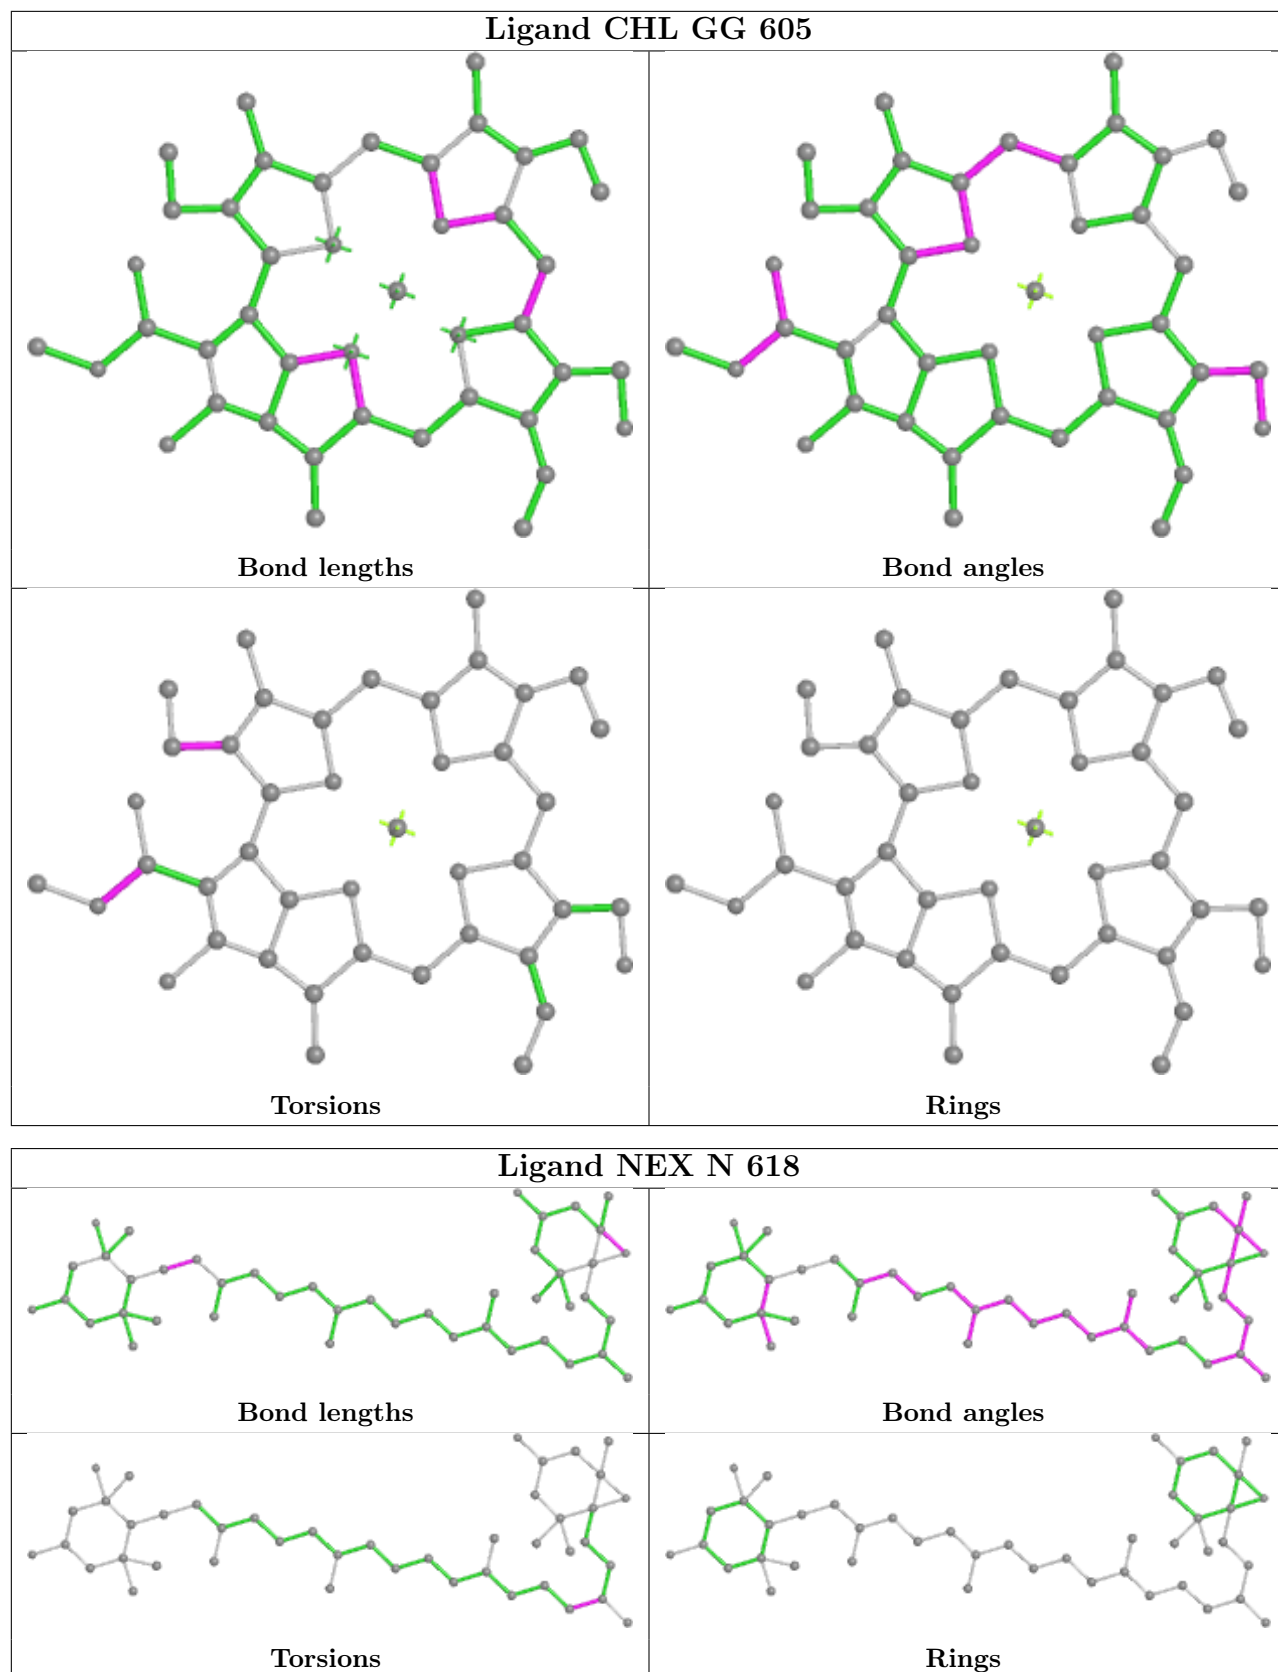 Ligand CHL GG 605
Bond lengths
Bond angles
Torsions
Rings
Ligand NEX N 618
Bond lengths
Bond angles
Torsions
Rings